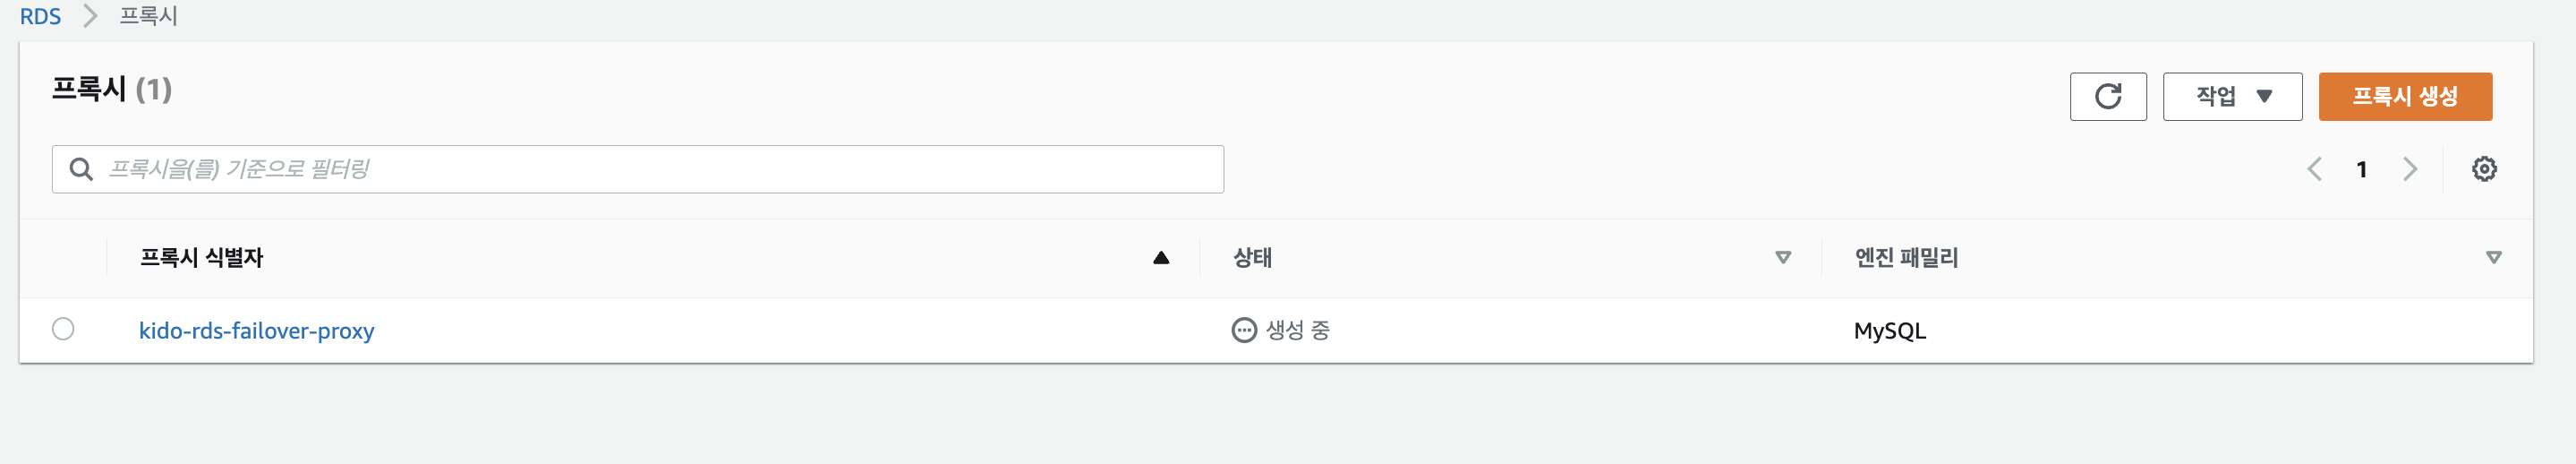 RDS 프록시
프록시 (1)
작업 프록시 생성
프록시을(를) 기준으로 필터링
1
프록시 식별자 상태 엔진 패밀리
kido-rds-failover-proxy 생성 중 MySQL